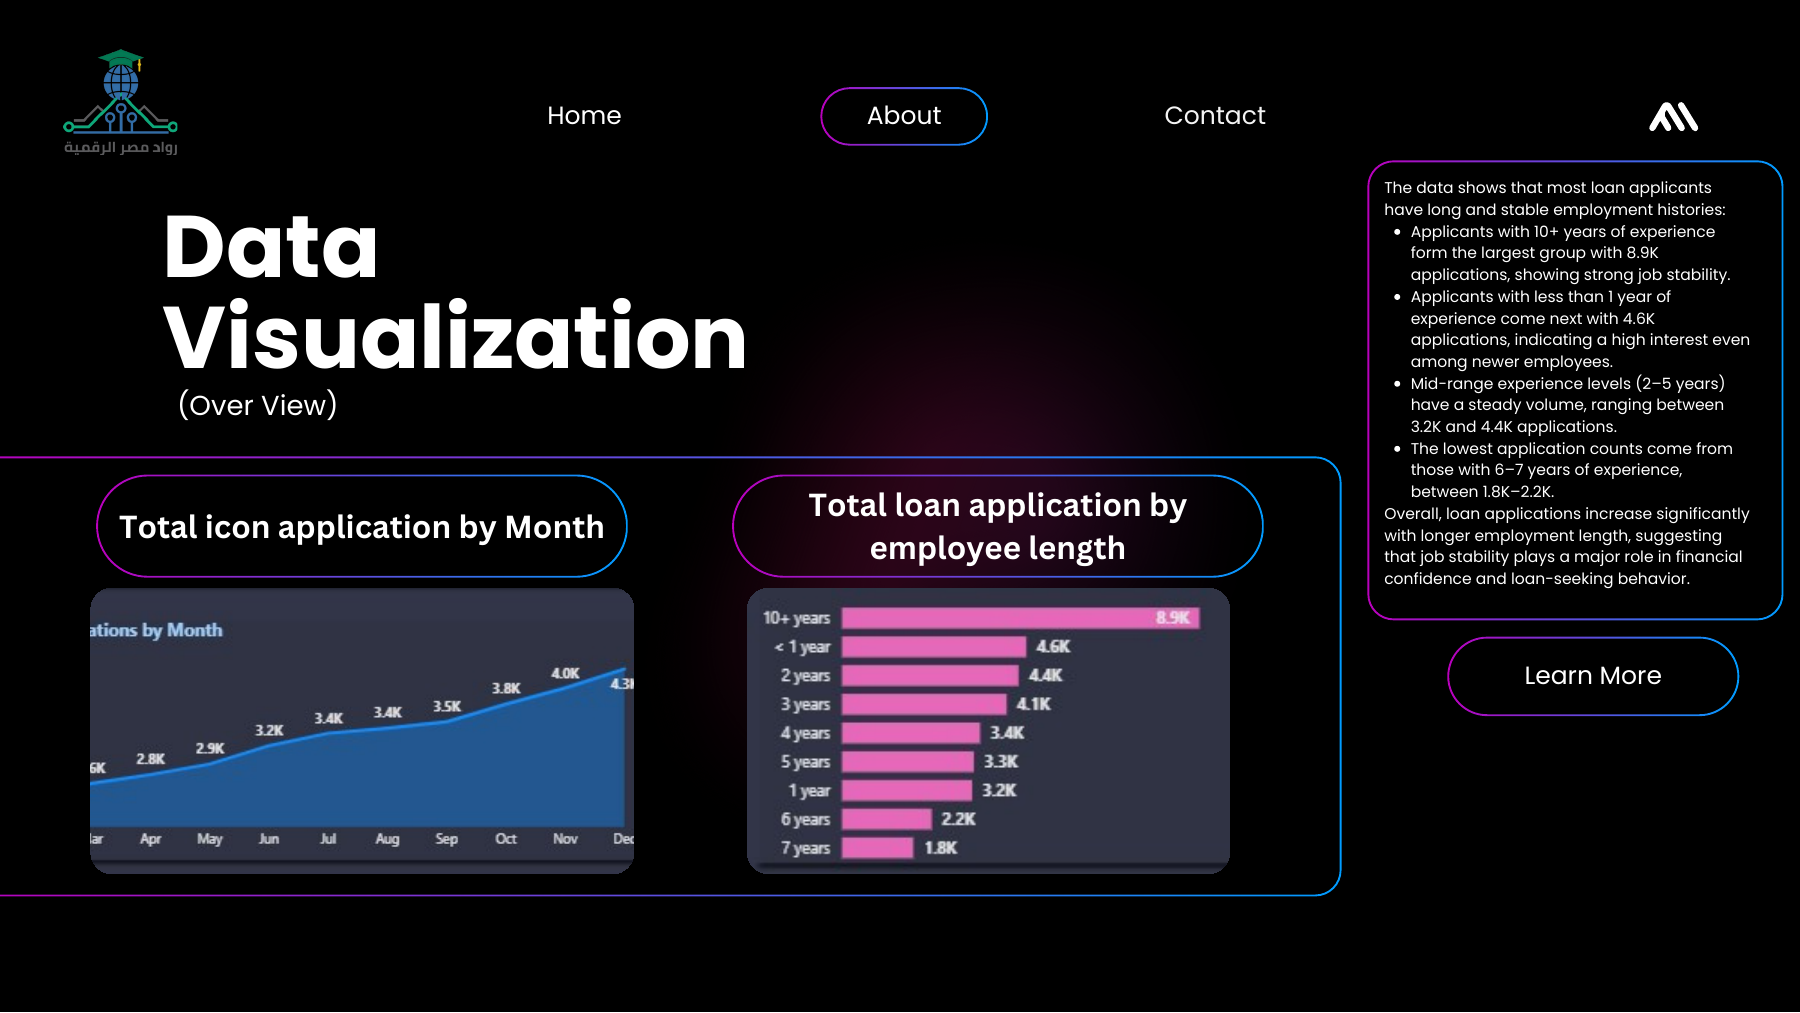 رواد مصر الرقمية
Home
About
Contact
Data
Visualization
(Over View)
The data shows that most loan applicants
have long and stable employment histories:
• Applicants with 10+ years of experience
form the largest group with 8.9K
applications, showing strong job stability.
• Applicants with less than 1 year of
experience come next with 4.6K
applications, indicating a high interest even
among newer employees.
• Mid-range experience levels (2–5 years)
have a steady volume, ranging between
3.2K and 4.4K applications.
• The lowest application counts come from
those with 6–7 years of experience,
between 1.8K–2.2K.
Overall, loan applications increase significantly
with longer employment length, suggesting
that job stability plays a major role in financial
confidence and loan-seeking behavior.
Learn More
Total icon application by Month
ations by Month
6K
2.8K
2.9K
3.2K
3.4K
3.4K
3.5K
3.8K
4.0K
4.3K
ar
Apr
May
Jun
Jul
Aug
Sep
Oct
Nov
Dec
Total loan application by
employee length
10+ years 8.9K
< 1 year 4.6K
2 years 4.4K
3 years 4.1K
4 years 3.4K
5 years 3.3K
1 year 3.2K
6 years 2.2K
7 years 1.8K